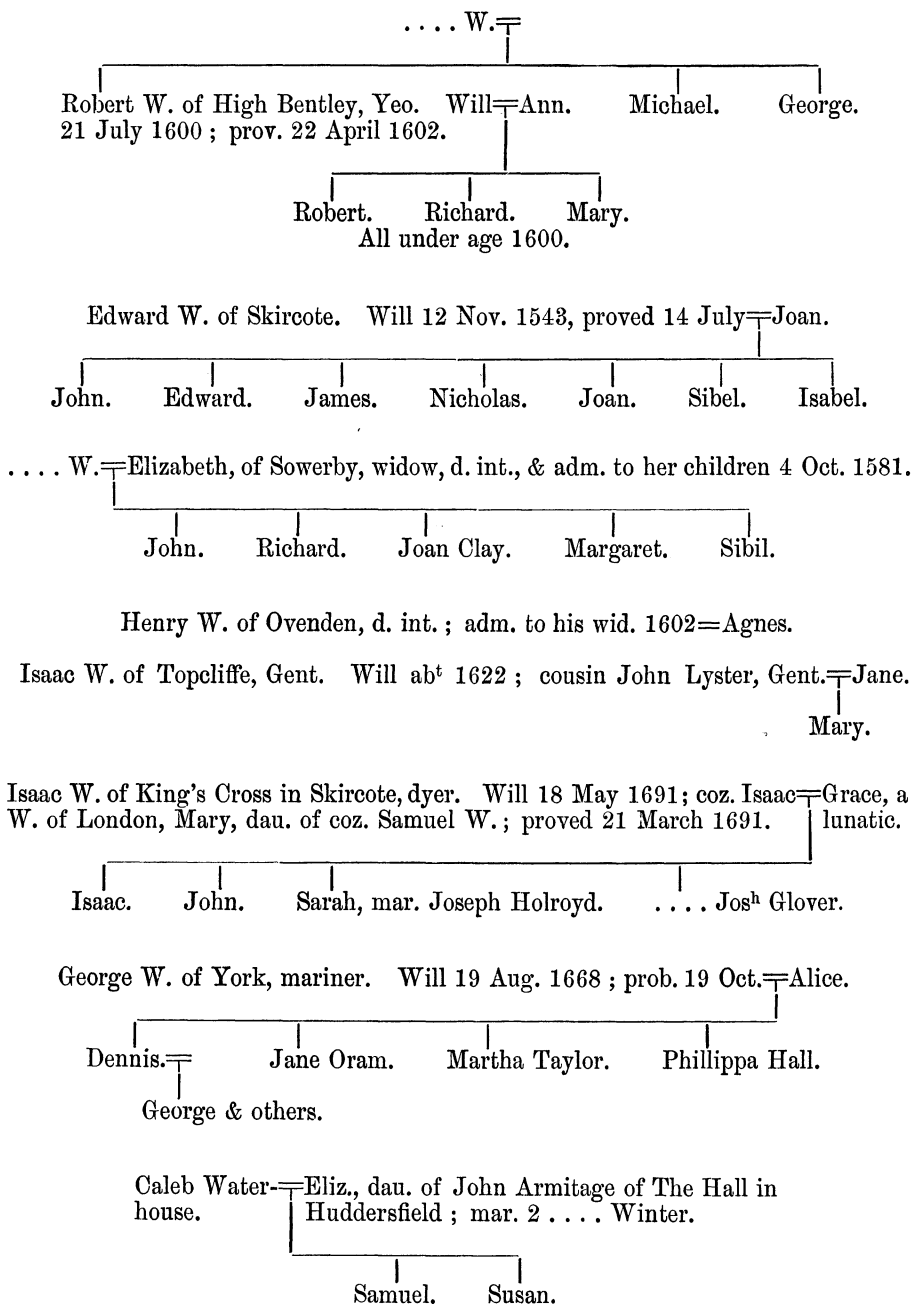 .... W.
Robert W. of High Bentley, Yeo. Will Ann. Michael. George.
21 July 1600 ; prov. 22 April 1602.
Robert. Richard. Mary.
All under age 1600.
Edward W. of Skircote. Will 12 Nov. 1543, proved 14 July Joan.
John. Edward. James. Nicholas. Joan. Sibel. Isabel.
.... W. Elizabeth, of Sowerby, widow, d. int., & adm. to her children 4 Oct. 1581.
John. Richard. Joan Clay. Margaret. Sibil.
Henry W. of Ovenden, d. int. ; adm. to his wid. 1602=Agnes.
Isaac W. of Topcliffe, Gent. Will abᵗ 1622 ; cousin John Lyster, Gent. Jane.
Mary.
Isaac W. of King's Cross in Skircote, dyer. Will 18 May 1691; coz. Isaac Grace, a
W. of London, Mary, dau. of coz. Samuel W. ; proved 21 March 1691. lunatic.
Isaac. John. Sarah, mar. Joseph Holroyd. .... Josʰ Glover.
George W. of York, mariner. Will 19 Aug. 1668 ; prob. 19 Oct. Alice.
Dennis. Jane Oram. Martha Taylor. Phillippa Hall.
George & others.
Caleb Water- Eliz., dau. of John Armitage of The Hall in
house. Huddersfield ; mar. 2 .... Winter.
Samuel. Susan.